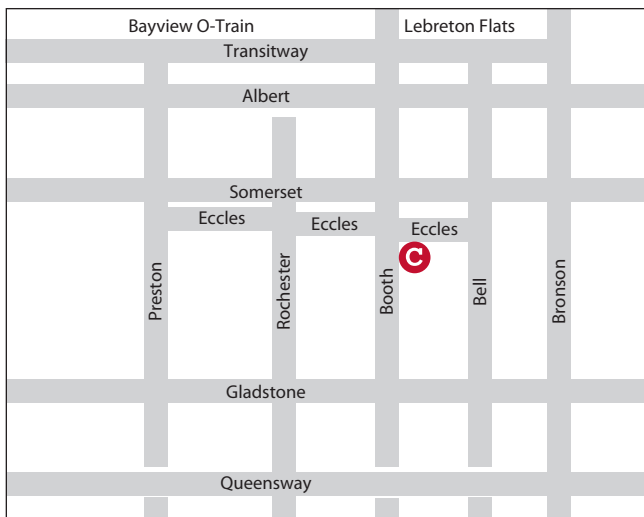 Bayview O-Train
Lebreton Flats
Transitway
Albert
Somerset
Eccles
Eccles
Eccles
C
Preston
Rochester
Booth
Bell
Bronson
Gladstone
Queensway